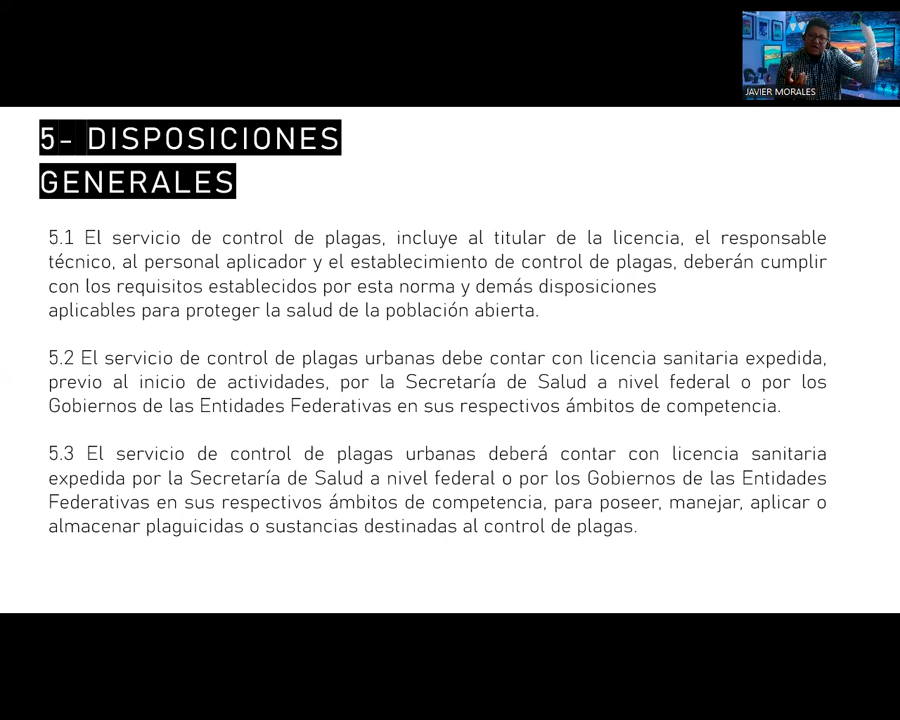 JAVIER MORALES
5- DISPOSICIONES
GENERALES
5.1 El servicio de control de plagas, incluye al titular de la licencia, el responsable
técnico, al personal aplicador y el establecimiento de control de plagas, deberán cumplir
con los requisitos establecidos por esta norma y demás disposiciones
aplicables para proteger la salud de la población abierta.
5.2 El servicio de control de plagas urbanas debe contar con licencia sanitaria expedida,
previo al inicio de actividades, por la Secretaría de Salud a nivel federal o por los
Gobiernos de las Entidades Federativas en sus respectivos ámbitos de competencia.
5.3 El servicio de control de plagas urbanas deberá contar con licencia sanitaria
expedida por la Secretaría de Salud a nivel federal o por los Gobiernos de las Entidades
Federativas en sus respectivos ámbitos de competencia, para poseer, manejar, aplicar o
almacenar plaguicidas o sustancias destinadas al control de plagas.